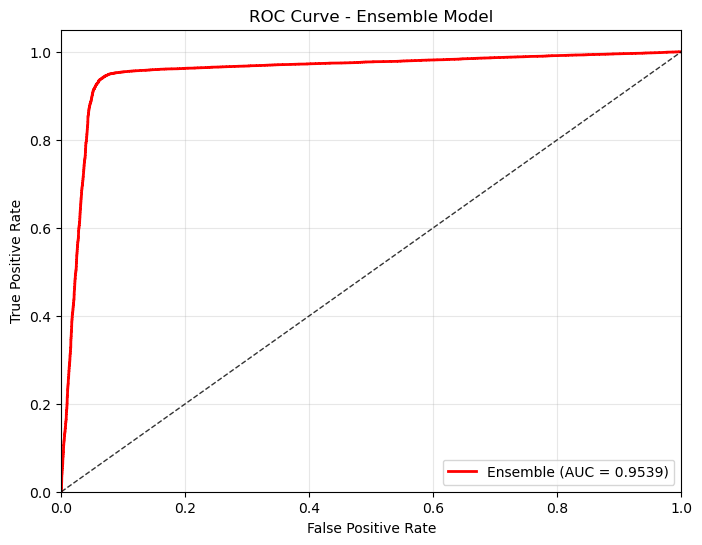 ROC Curve - Ensemble Model
True Positive Rate
1.0
0.8
0.6
0.4
0.2
0.0
0.0 0.2 0.4 0.6 0.8 1.0
False Positive Rate
Ensemble (AUC = 0.9539)